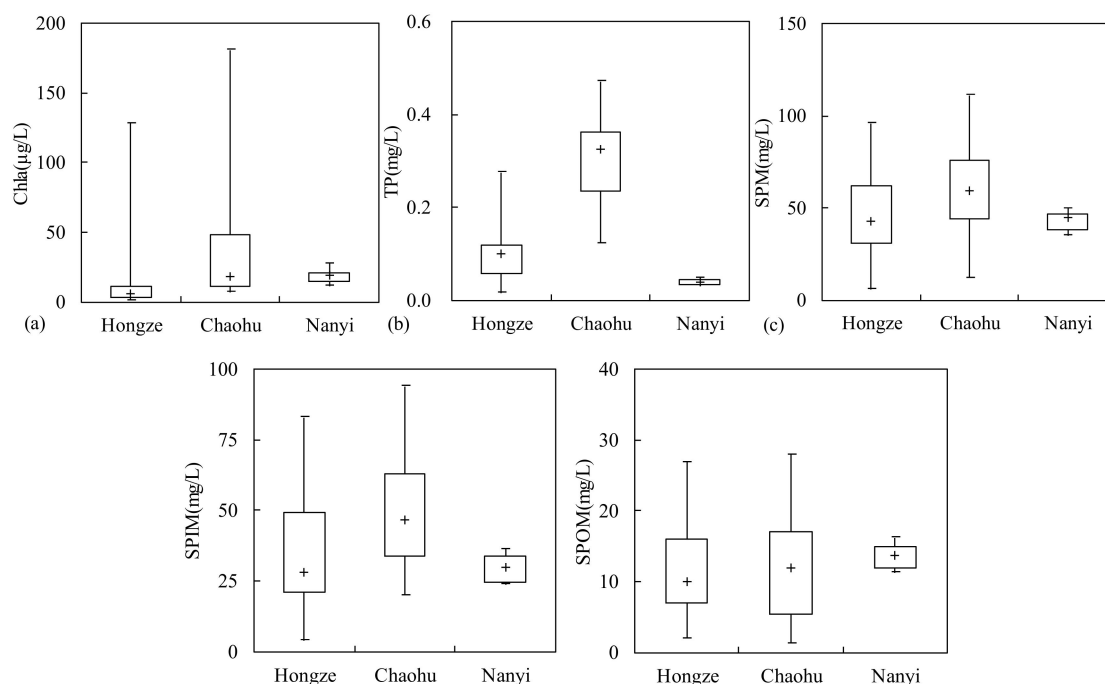 200
150
100
50
0
Chla(µg/L)
(a)
Hongze Chaohu Nanyi
0.6
0.4
0.2
0.0
TP(mg/L)
(b)
Hongze Chaohu Nanyi
150
100
50
0
SPM(mg/L)
(c)
Hongze Chaohu Nanyi
100
75
50
25
0
SPIM(mg/L)
Hongze Chaohu Nanyi
40
30
20
10
0
SPOM(mg/L)
Hongze Chaohu Nanyi